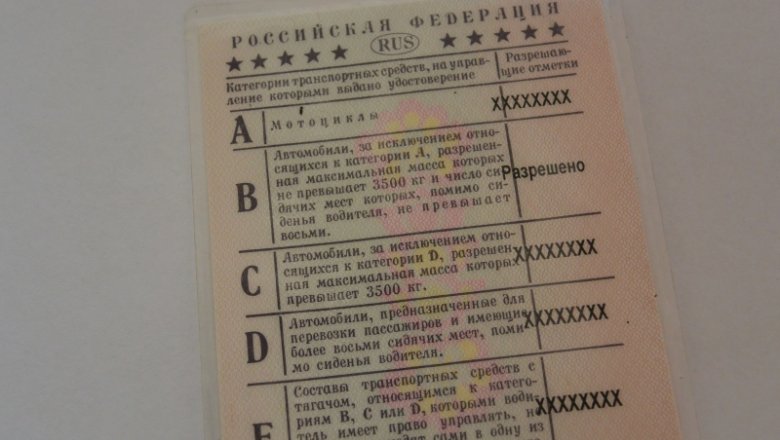 РОССИЙСКАЯ ФЕДЕРАЦИЯ
RUS
Категории транспортных средств, на управ-
ление которыми выдано удостоверение
Разрешаю-
щие отметки
A
Мотоциклы
XXXXXXXX
B
Автомобили, за исключением отно-
сящихся к категории A, разрешен-
ная максимальная масса которых
не превышает 3500 кг и число си-
дячих мест которых, помимо си-
денья водителя, не превышает
восьми.
Разрешено
C
Автомобили, за исключением отно-
сящихся к категории D, разрешен-
ная максимальная масса которых
превышает 3500 кг.
XXXXXXXX
D
Автомобили, предназначенные для
перевозки пассажиров и имеющие
более восьми сидячих мест, поми-
мо сиденья водителя.
XXXXXXXX
E
Составы транспортных средств с
тягачом, относящимся к катего-
риям B, C или D, которыми води-
тель имеет право управлять, но
сами в одну из
XXXXXXXX